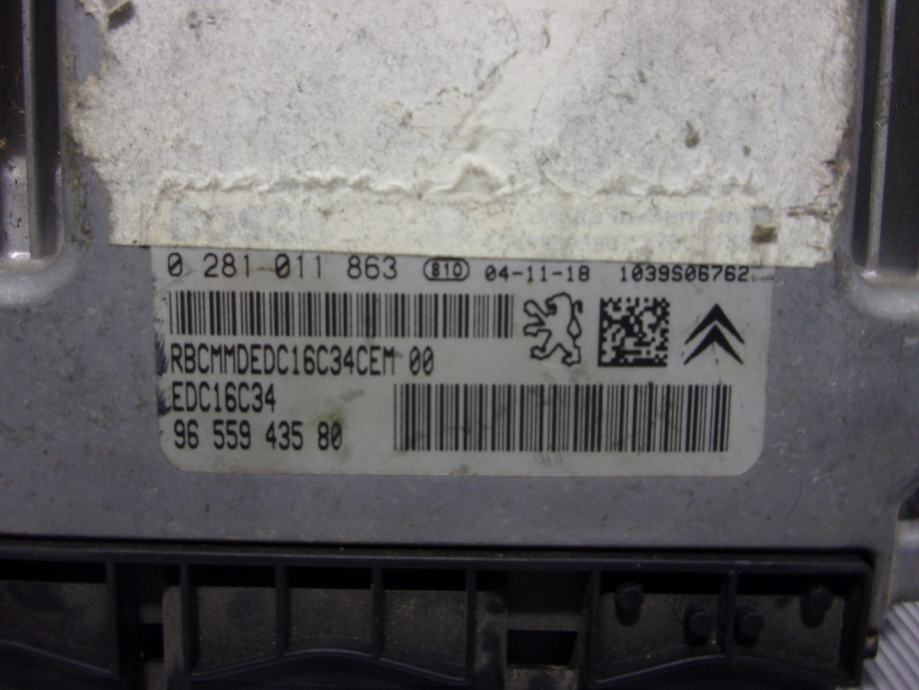 0 281 011 863 810 04-11-18 1039S06762
RBCMMDEDC16C34CEM 00
EDC16C34
96 559 435 80